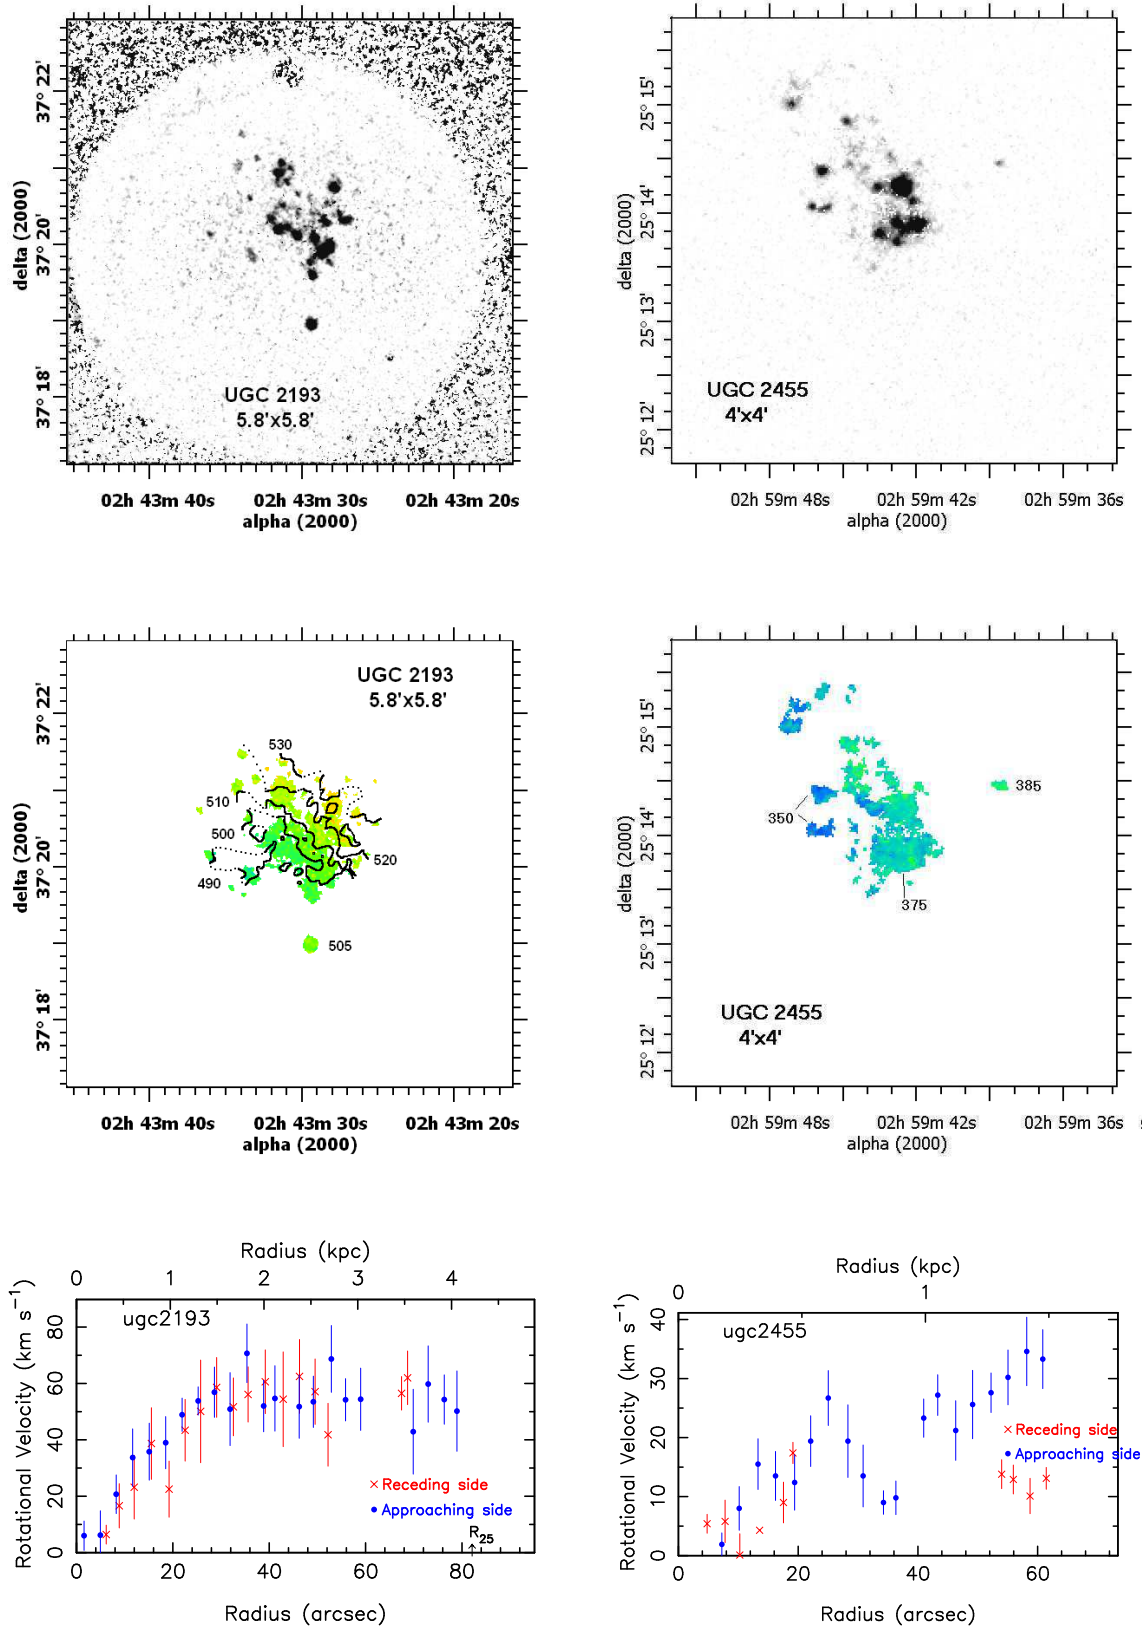 37° 22'
37° 20'
37° 18'
delta (2000)
UGC 2193
5.8'x5.8'
02h 43m 40s
02h 43m 30s
02h 43m 20s
alpha (2000)
25° 15'
25° 14'
25° 13'
25° 12'
delta (2000)
UGC 2455
4'x4'
02h 59m 48s
02h 59m 42s
02h 59m 36s
alpha (2000)
37° 22'
37° 20'
37° 18'
delta (2000)
UGC 2193
5.8'x5.8'
530
510
500
490
520
505
02h 43m 40s
02h 43m 30s
02h 43m 20s
alpha (2000)
25° 15'
25° 14'
25° 13'
25° 12'
delta (2000)
385
350
375
UGC 2455
4'x4'
02h 59m 48s
02h 59m 42s
02h 59m 36s
alpha (2000)
Radius (kpc)
0 1 2 3 4
Rotational Velocity (km s⁻¹)
80
60
40
20
0
ugc2193
Receding side
Approaching side
R25
0 20 40 60 80
Radius (arcsec)
Radius (kpc)
0 1
Rotational Velocity (km s⁻¹)
40
30
20
10
0
ugc2455
Receding side
Approaching side
0 20 40 60
Radius (arcsec)